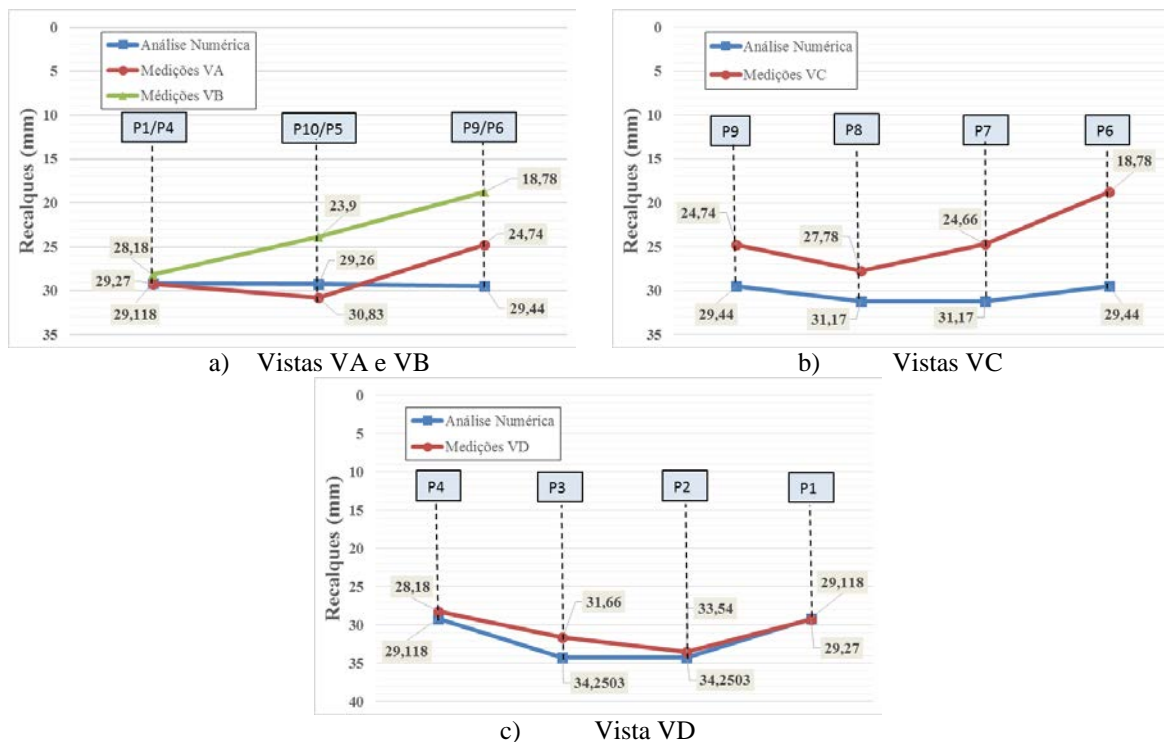 0
5
10
15
20
25
30
35
Recalques (mm)
Análise Numérica
Medições VA
Médições VB
P1/P4
P10/P5
P9/P6
28,18
29,27
29,118
23,9
29,26
30,83
18,78
24,74
29,44
a) Vistas VA e VB
0
5
10
15
20
25
30
35
Recalques (mm)
Análise Numérica
Medições VC
P9
P8
P7
P6
24,74
27,78
24,66
18,78
29,44
31,17
31,17
29,44
b) Vistas VC
0
5
10
15
20
25
30
35
40
Recalques (mm)
Análise Numérica
Medições VD
P4
P3
P2
P1
28,18
31,66
33,54
29,118
29,118
34,2503
34,2503
29,27
c) Vista VD